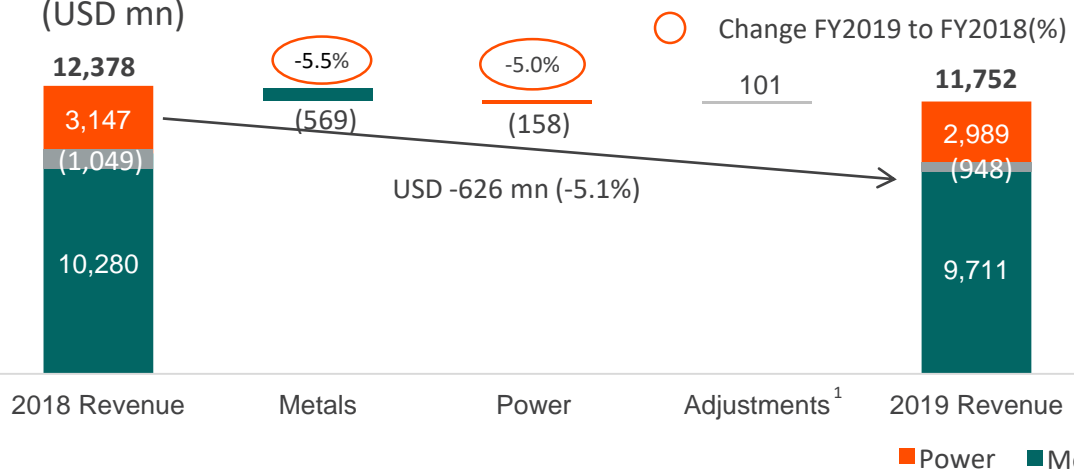 (USD mn)
Change FY2019 to FY2018(%)
12,378
-5.5%
-5.0%
101
11,752
3,147
(569)
(158)
2,989
(1,049)
(948)
USD -626 mn (-5.1%)
10,280
9,711
2018 Revenue
Metals
Power
Adjustments1
2019 Revenue
Power